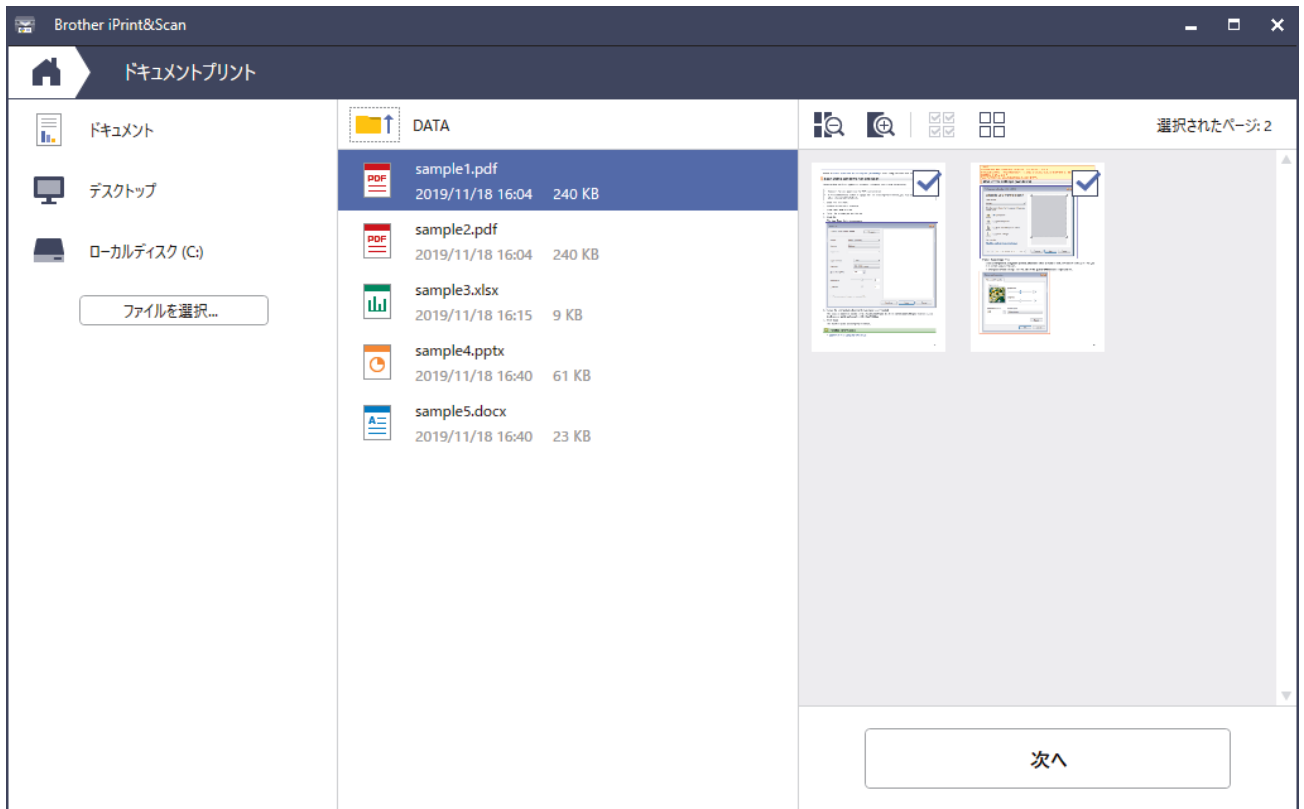 Brother iPrint&Scan
ドキュメントプリント
ドキュメント
デスクトップ
ローカルディスク (C:)
ファイルを選択...
DATA
PDF
sample1.pdf
2019/11/18 16:04 240 KB
PDF
sample2.pdf
2019/11/18 16:04 240 KB
sample3.xlsx
2019/11/18 16:15 9 KB
sample4.pptx
2019/11/18 16:40 61 KB
A
sample5.docx
2019/11/18 16:40 23 KB
選択されたページ: 2
次へ